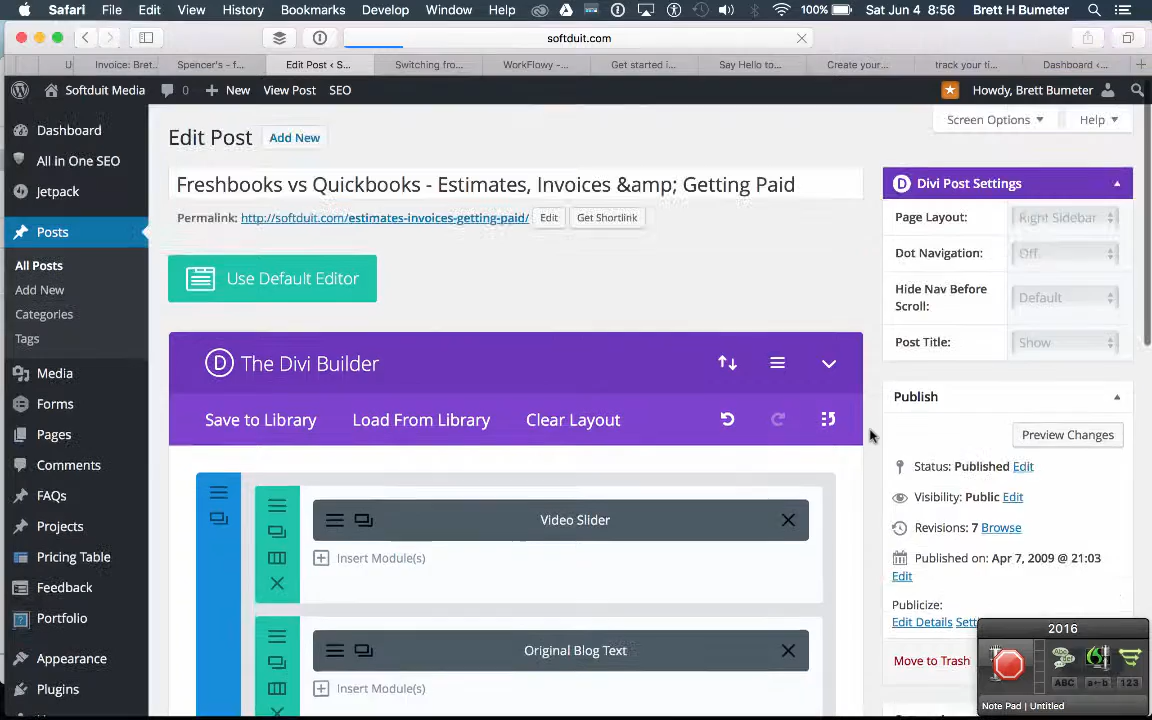 Safari File Edit View History Bookmarks Develop Window Help 100% Sat Jun 4 8:56 Brett H Bumeter
softduit.com
U Invoice: Bret... Spencer's - f... Edit Post < S... Switching fro... WorkFlowy -... Get started i... Say Hello to... Create your... track your ti... Dashboard <...
Softduit Media 0 New View Post SEO Howdy, Brett Bumeter
Screen Options Help
Edit Post Add New
Freshbooks vs Quickbooks - Estimates, Invoices &amp; Getting Paid
Permalink: http://softduit.com/estimates-invoices-getting-paid/ Edit Get Shortlink
Use Default Editor
D The Divi Builder
Save to Library Load From Library Clear Layout
Video Slider
Insert Module(s)
Original Blog Text
Insert Module(s)
Dashboard
All in One SEO
Jetpack
Posts
All Posts
Add New
Categories
Tags
Media
Forms
Pages
Comments
FAQs
Projects
Pricing Table
Feedback
Portfolio
Appearance
Plugins
D Divi Post Settings
Page Layout: Right Sidebar
Dot Navigation: Off
Hide Nav Before
Scroll: Default
Post Title: Show
Publish
Preview Changes
Status: Published Edit
Visibility: Public Edit
Revisions: 7 Browse
Published on: Apr 7, 2009 @ 21:03
Edit
Publicize:
Edit Details Sett
Move to Trash
2016
ABC a↔b 123
Note Pad | Untitled